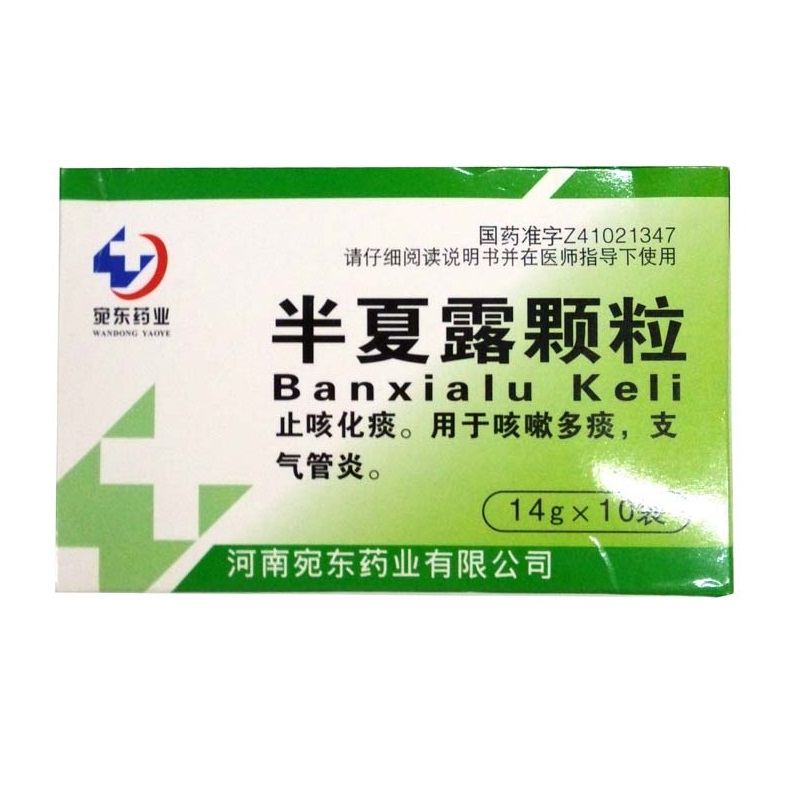 国药准字Z41021347
请仔细阅读说明书并在医师指导下使用
宛东药业
WANDONG YAOYE
半夏露颗粒
Banxialu Keli
止咳化痰。用于咳嗽多痰，支
气管炎。
14g×10袋
河南宛东药业有限公司